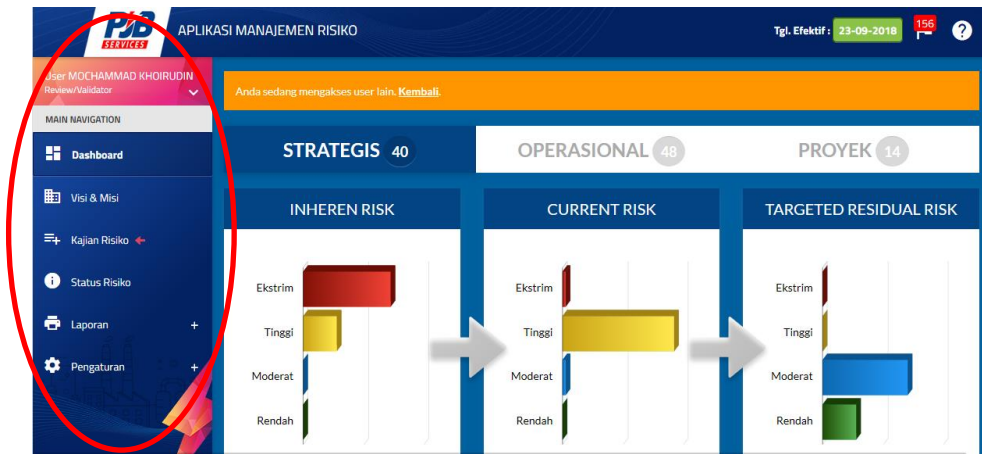 PJB
SERVICES
APLIKASI MANAJEMEN RISIKO
Tgl. Efektif : 23-09-2018
156
?
User MOCHAMMAD KHOIRUDIN
Review/Validator
MAIN NAVIGATION
Dashboard
Visi & Misi
Kajian Risiko
Status Risiko
Laporan +
Pengaturan +
Anda sedang mengakses user lain. Kembali.
STRATEGIS 40
OPERASIONAL 48
PROYEK 14
INHEREN RISK
Ekstrim
Tinggi
Moderat
Rendah
CURRENT RISK
Ekstrim
Tinggi
Moderat
Rendah
TARGETED RESIDUAL RISK
Ekstrim
Tinggi
Moderat
Rendah